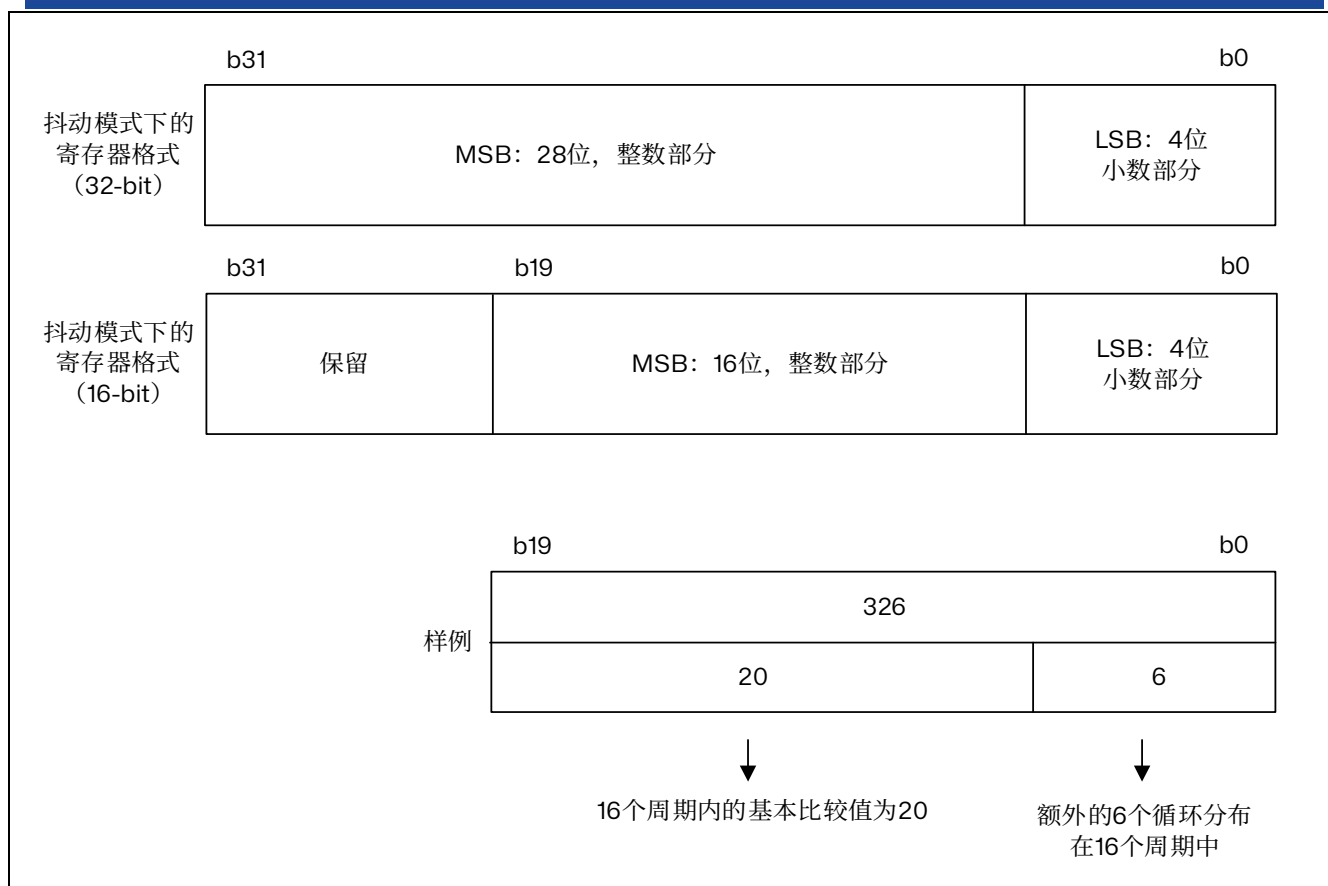 b31 b0
抖动模式下的
寄存器格式
（32-bit）
MSB：28位，整数部分
LSB：4位
小数部分
b31 b19 b0
抖动模式下的
寄存器格式
（16-bit）
保留
MSB：16位，整数部分
LSB：4位
小数部分
b19 b0
样例
326
20 6
16个周期内的基本比较值为20
额外的6个循环分布
在16个周期中